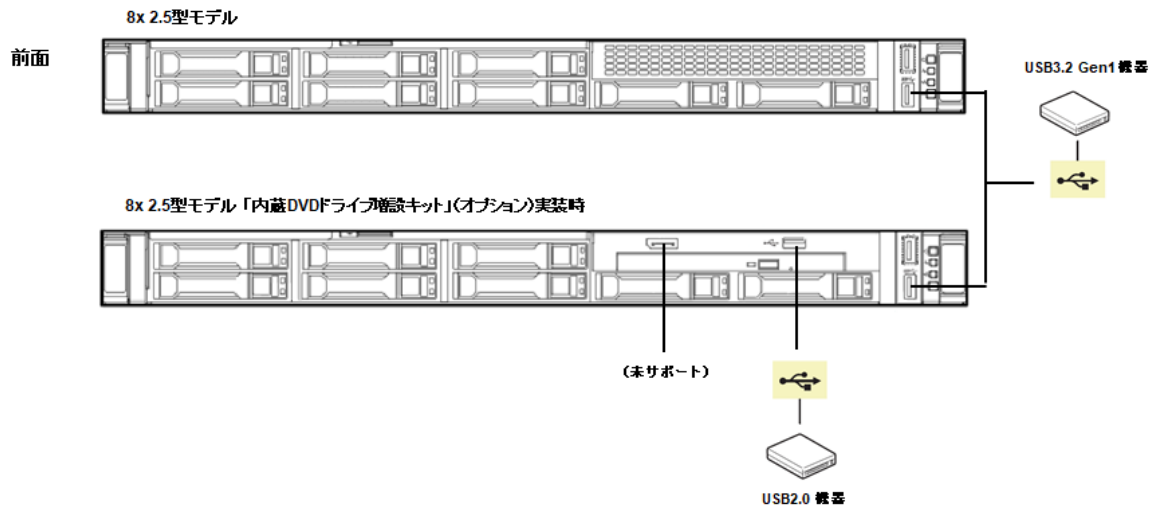 8x 2.5型モデル
前面
USB3.2 Gen1 機器
8x 2.5型モデル「内蔵DVDドライブ増設キット」(オプション)実装時
(未サポート)
USB2.0 機器